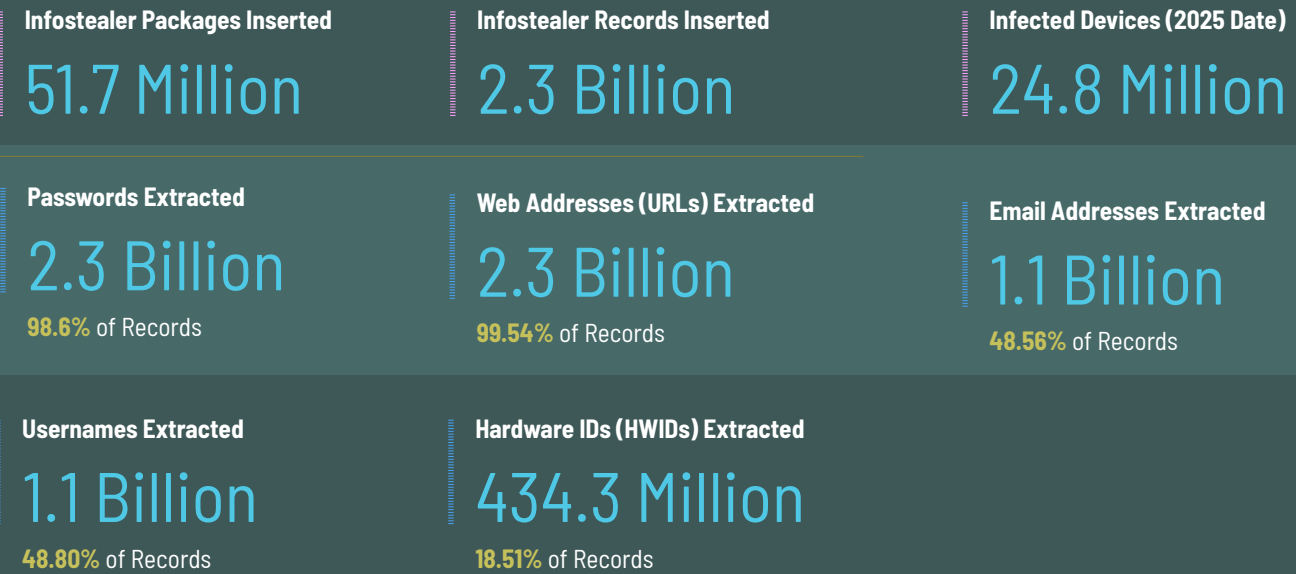 Infostealer Packages Inserted
51.7 Million
Infostealer Records Inserted
2.3 Billion
Infected Devices (2025 Date)
24.8 Million
Passwords Extracted
2.3 Billion
98.6% of Records
Web Addresses (URLs) Extracted
2.3 Billion
99.54% of Records
Email Addresses Extracted
1.1 Billion
48.56% of Records
Usernames Extracted
1.1 Billion
48.80% of Records
Hardware IDs (HWIDs) Extracted
434.3 Million
18.51% of Records